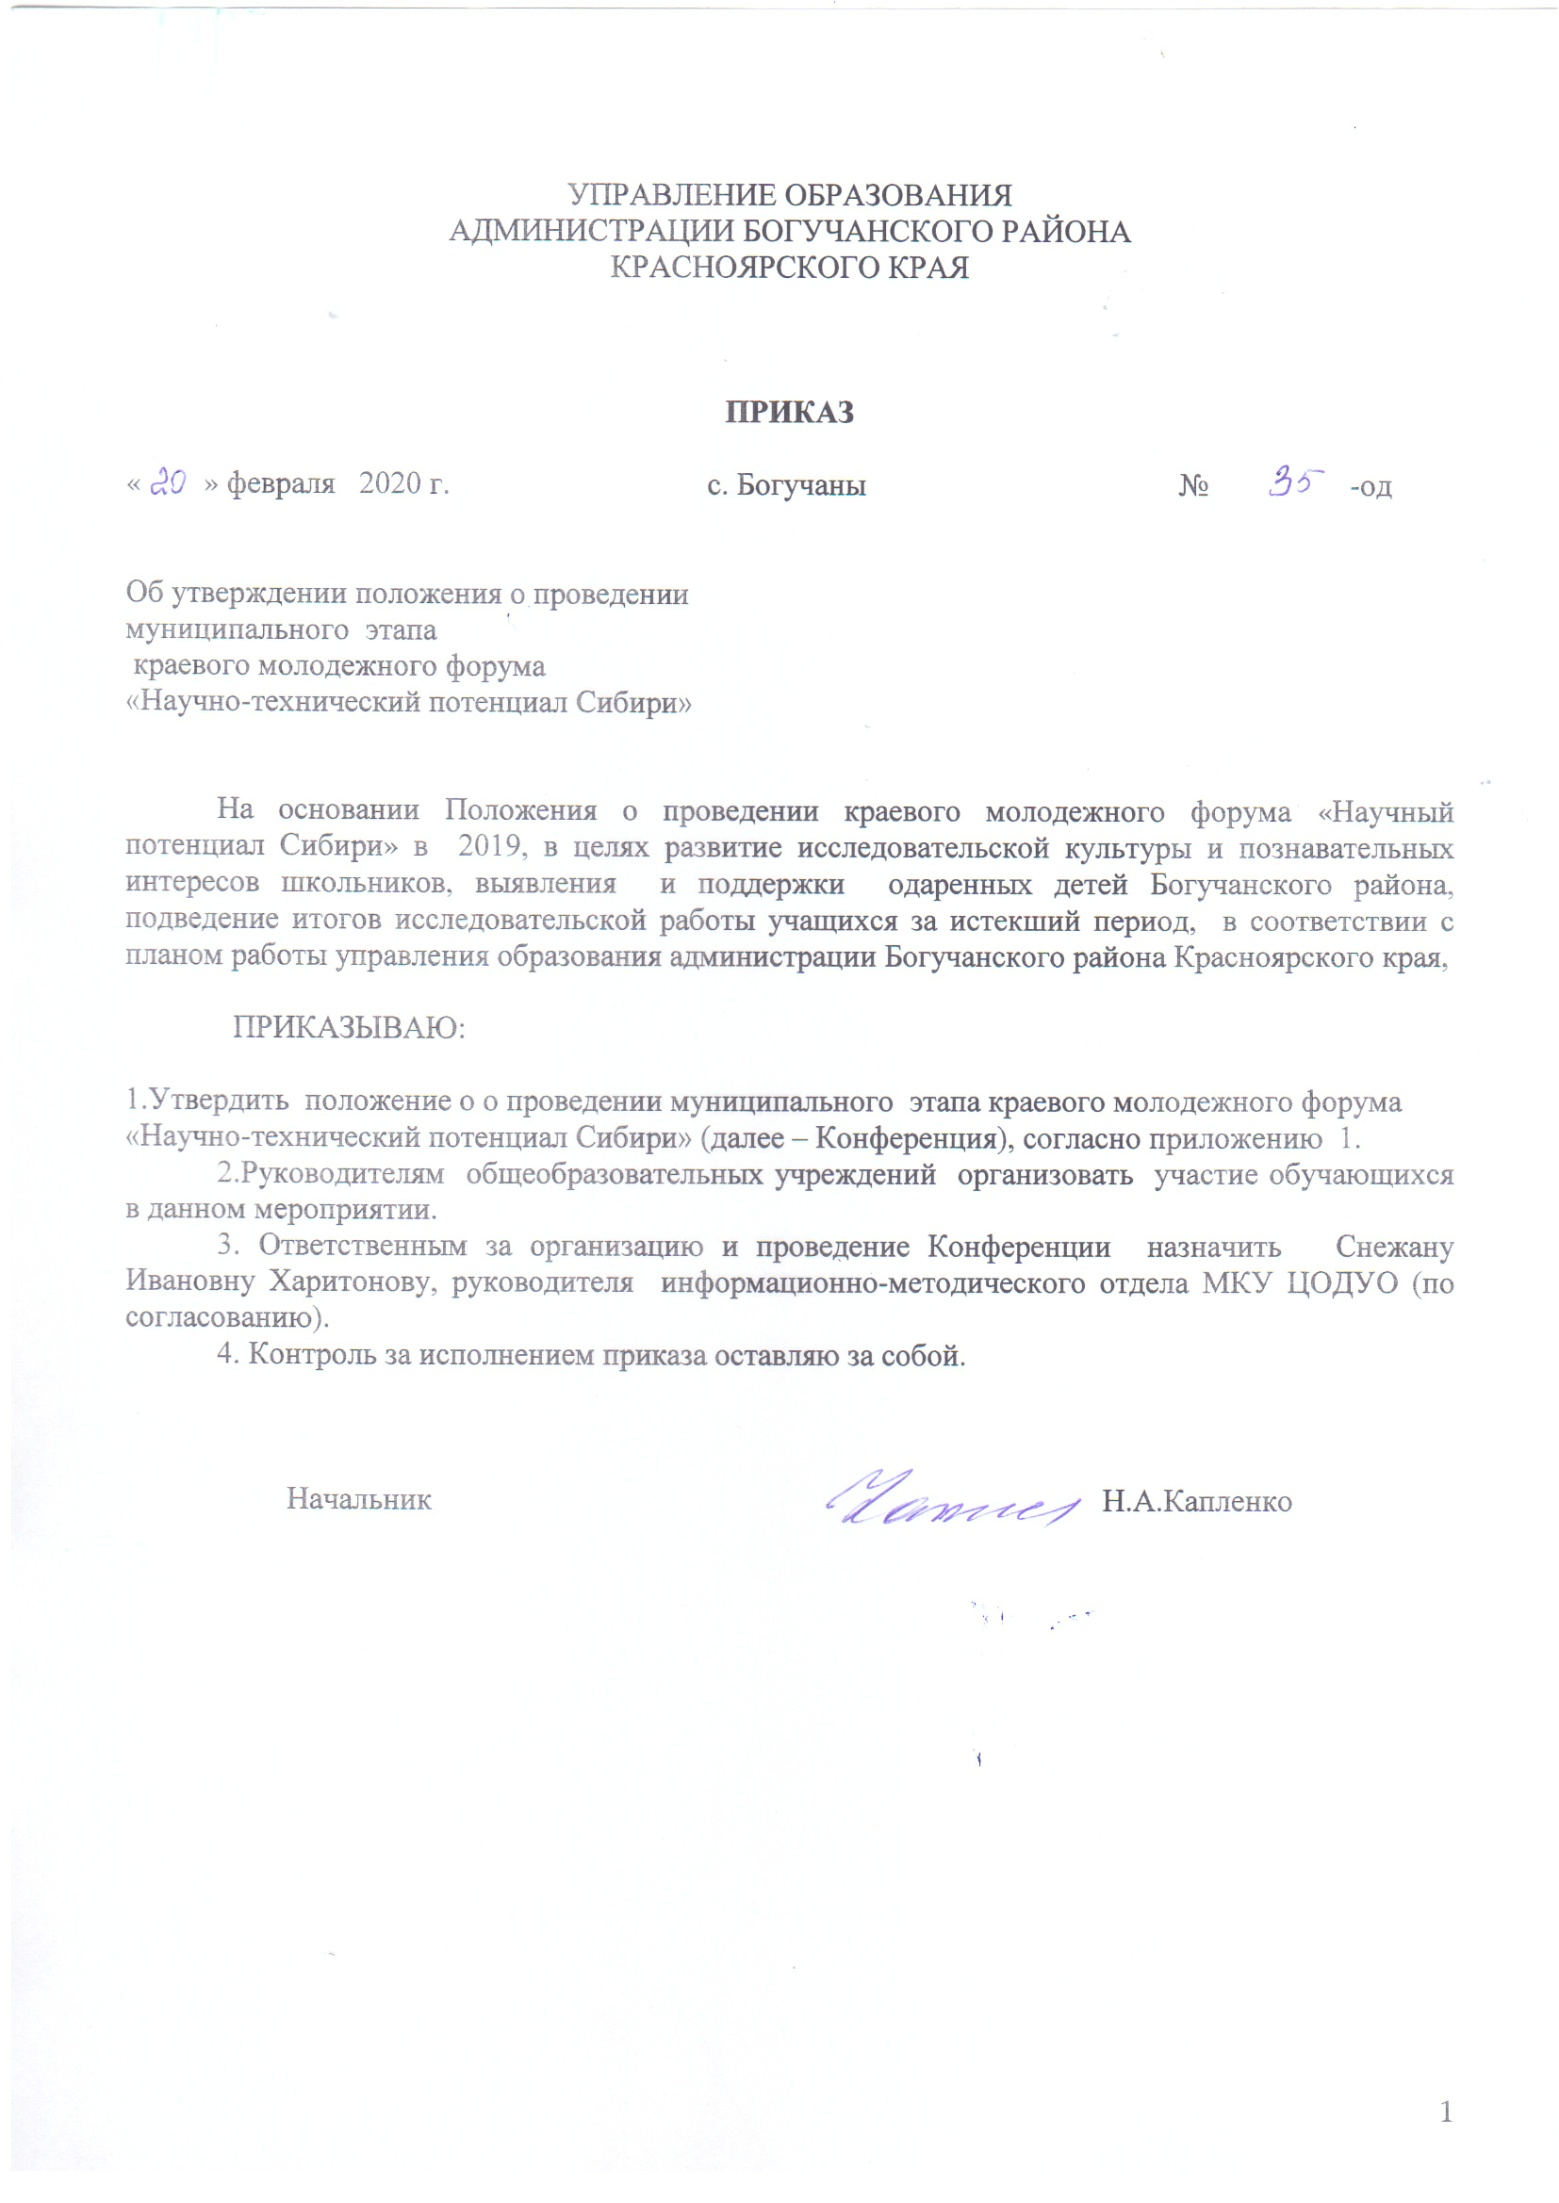 УПРАВЛЕНИЕ ОБРАЗОВАНИЯ
АДМИНИСТРАЦИИ БОГУЧАНСКОГО РАЙОНА
КРАСНОЯРСКОГО КРАЯ
ПРИКАЗ
« 20 » февраля 2020 г. с. Богучаны № 35 -од
Об утверждении положения о проведении
муниципального этапа
краевого молодежного форума
«Научно-технический потенциал Сибири»
На основании Положения о проведении краевого молодежного форума «Научный
потенциал Сибири» в 2019, в целях развитие исследовательской культуры и познавательных
интересов школьников, выявления и поддержки одаренных детей Богучанского района,
подведение итогов исследовательской работы учащихся за истекший период, в соответствии с
планом работы управления образования администрации Богучанского района Красноярского края,
ПРИКАЗЫВАЮ:
1.Утвердить положение о о проведении муниципального этапа краевого молодежного форума
«Научно-технический потенциал Сибири» (далее – Конференция), согласно приложению 1.
2.Руководителям общеобразовательных учреждений организовать участие обучающихся
в данном мероприятии.
3. Ответственным за организацию и проведение Конференции назначить Снежану
Ивановну Харитонову, руководителя информационно-методического отдела МКУ ЦОДУО (по
согласованию).
4. Контроль за исполнением приказа оставляю за собой.
Начальник Н.А.Капленко
1